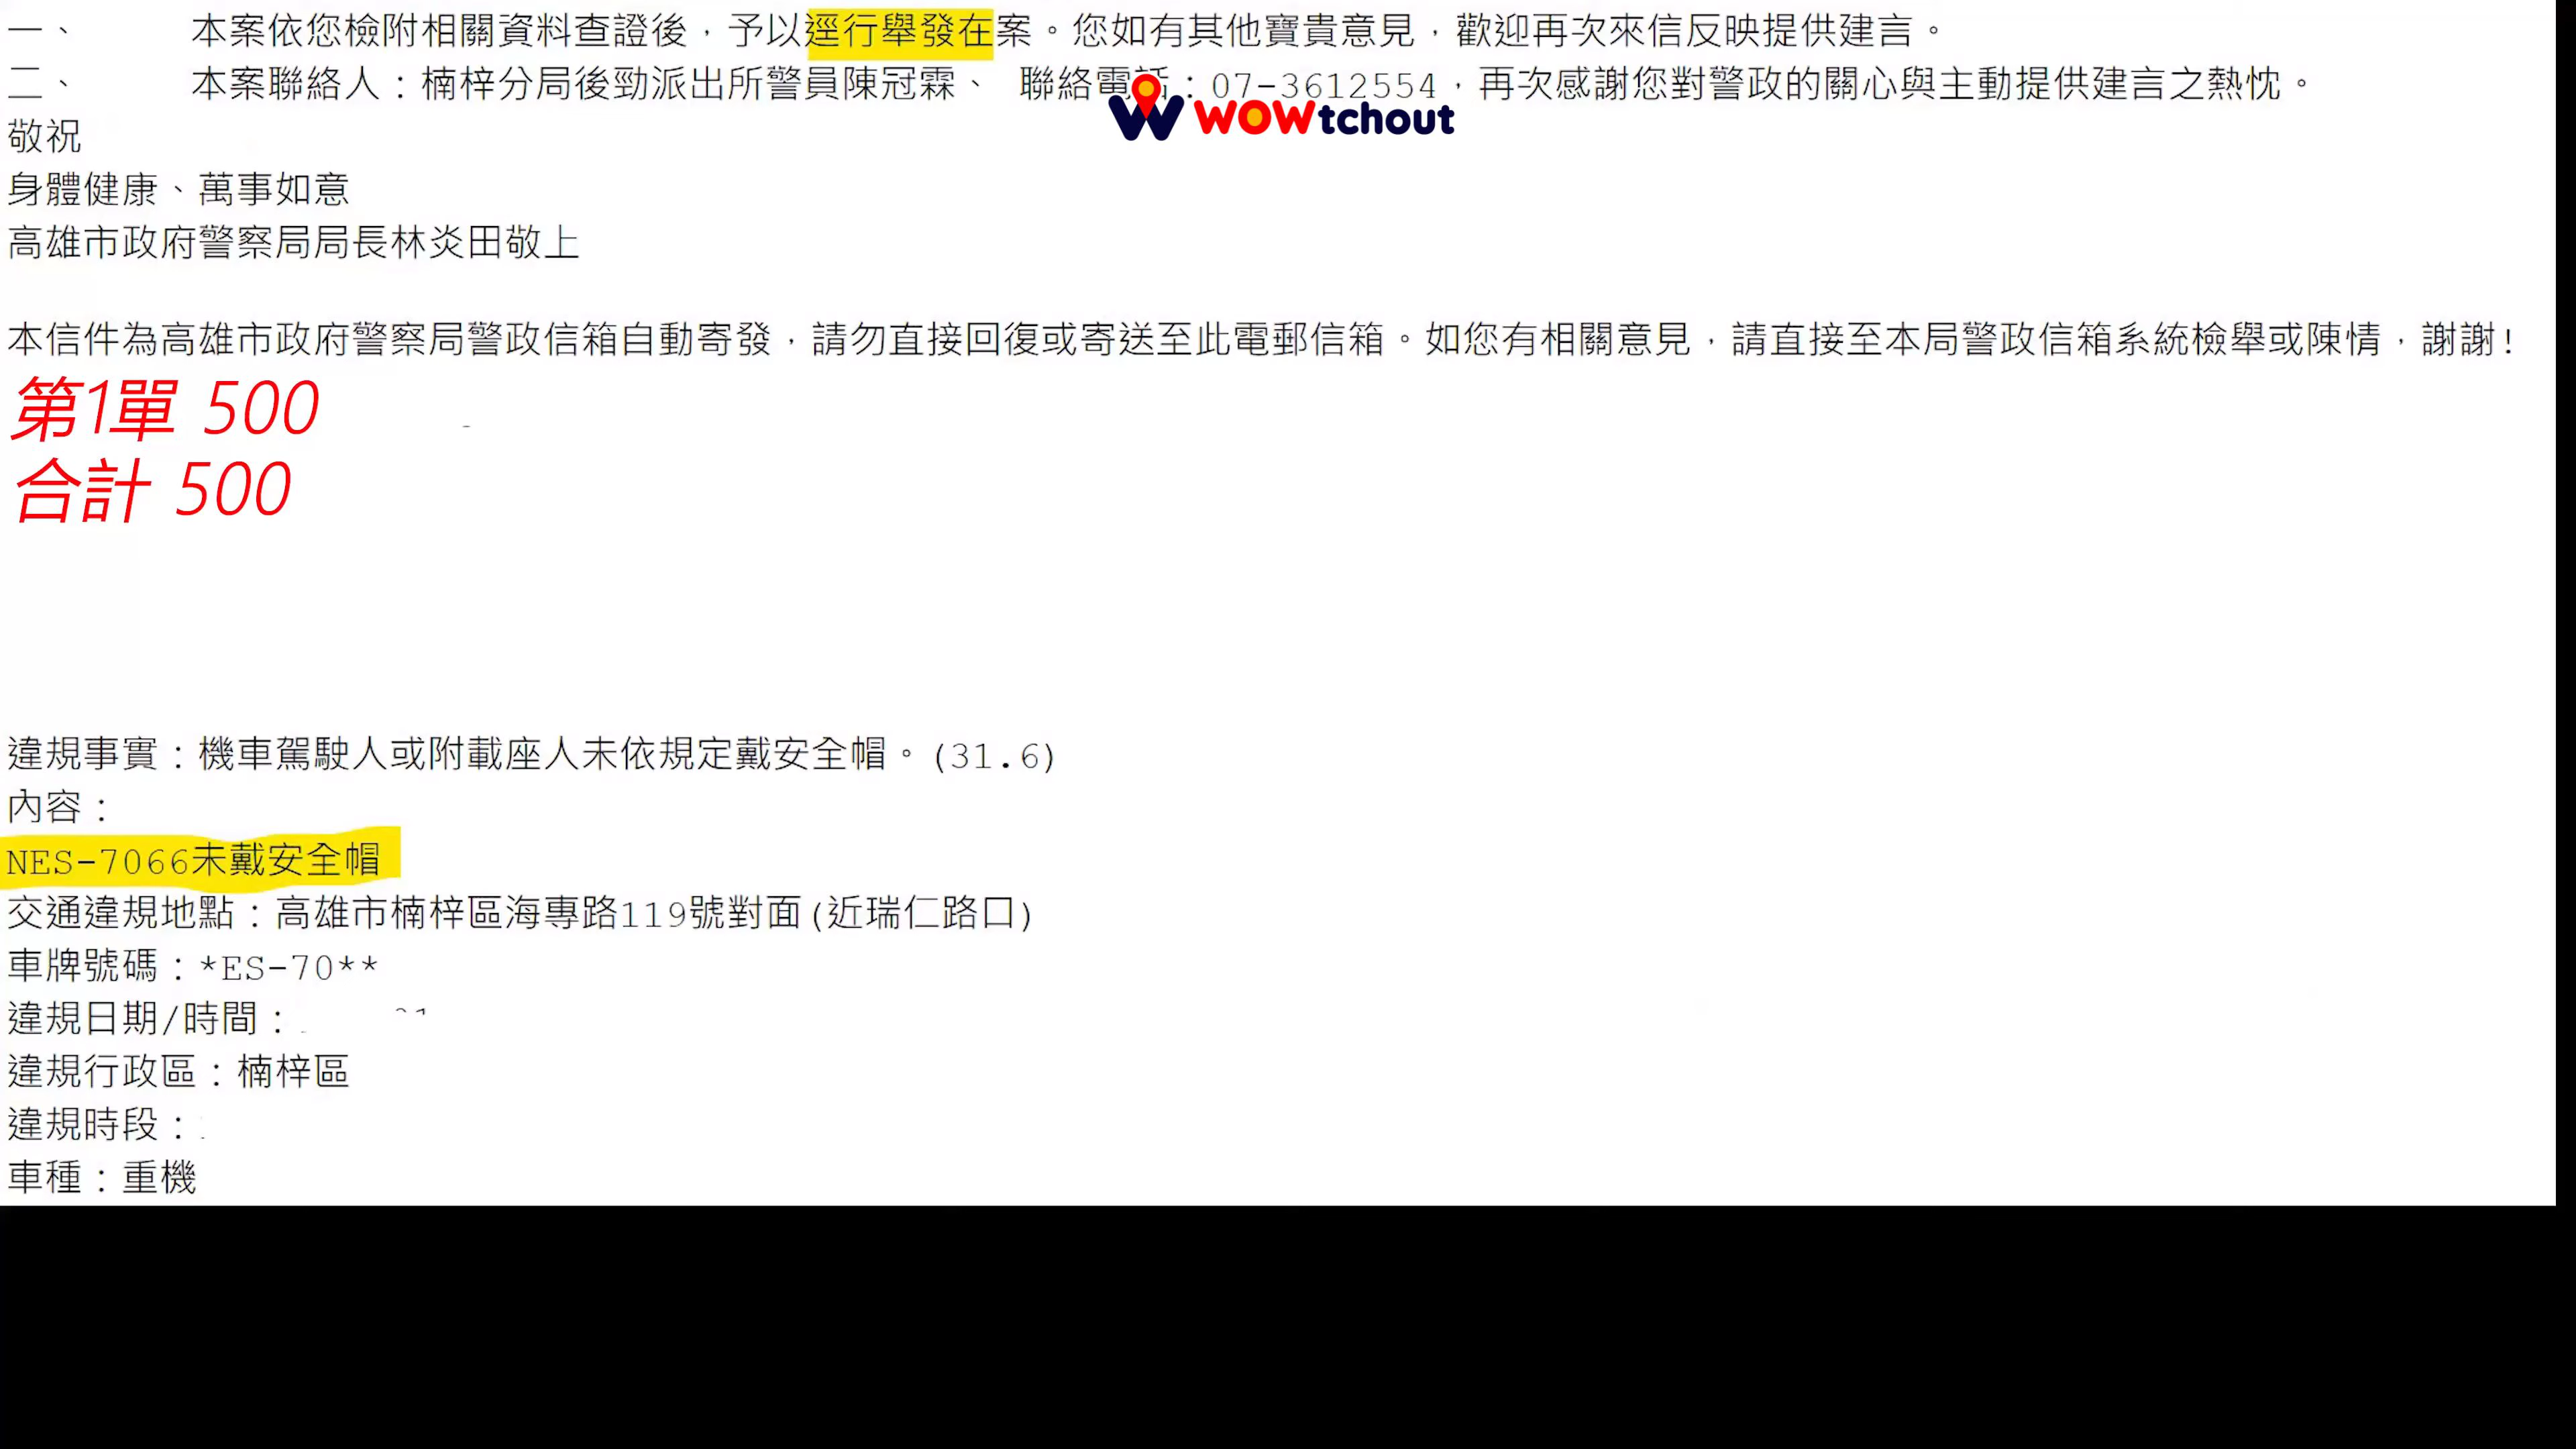 一、 本案依您檢附相關資料查證後，予以逕行舉發在案。您如有其他寶貴意見，歡迎再次來信反映提供建言。
二、 本案聯絡人：楠梓分局後勁派出所警員陳冠霖、 聯絡電話：07-3612554，再次感謝您對警政的關心與主動提供建言之熱忱。
WOWtchout
敬祝
身體健康、萬事如意
高雄市政府警察局局長林炎田敬上
本信件為高雄市政府警察局警政信箱自動寄發，請勿直接回復或寄送至此電郵信箱。如您有相關意見，請直接至本局警政信箱系統檢舉或陳情，謝謝!
第1單 500
合計 500
違規事實：機車駕駛人或附載座人未依規定戴安全帽。(31.6)
內容：
NES-7066未戴安全帽
交通違規地點：高雄市楠梓區海專路119號對面(近瑞仁路口)
車牌號碼：*ES-70**
違規日期/時間：
違規行政區：楠梓區
違規時段：
車種：重機